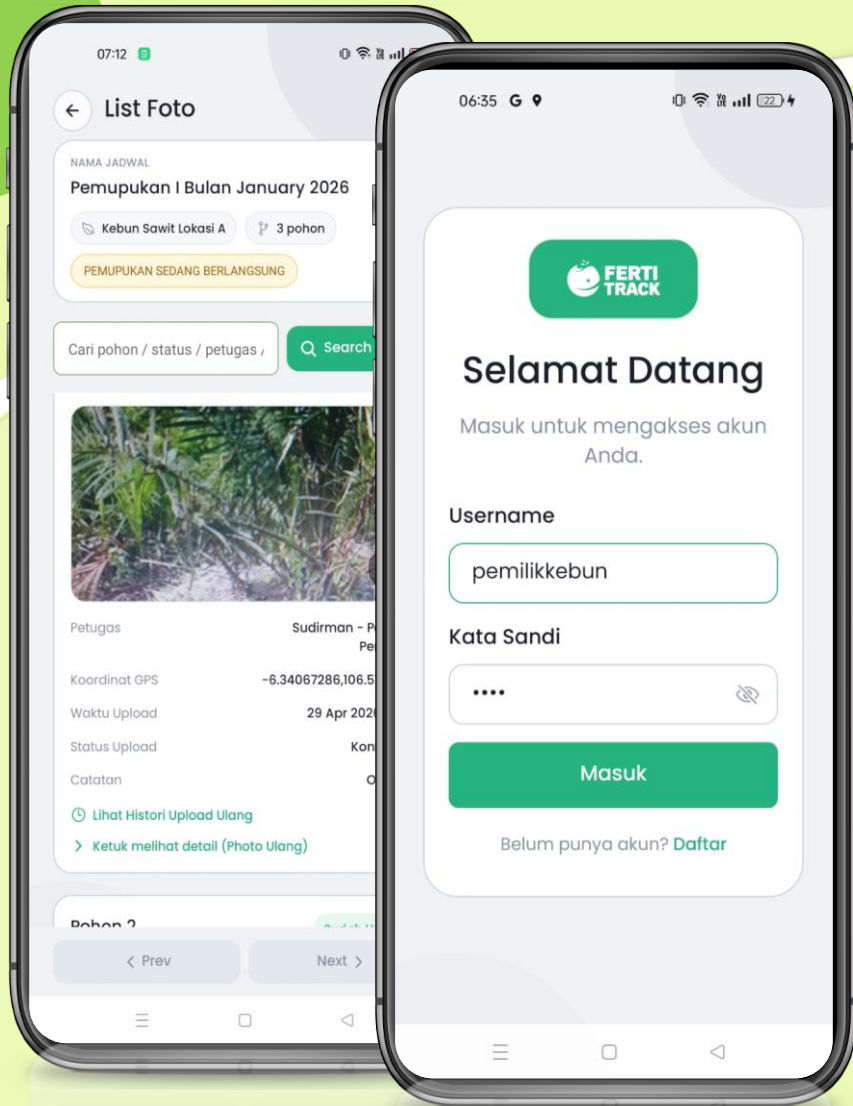 07:12
List Foto
NAMA JADWAL
Pemupukan I Bulan January 2026
Kebun Sawit Lokasi A
3 pohon
PEMUPUKAN SEDANG BERLANGSUNG
Cari pohon / status / petugas /
Search
Petugas
Sudirman -
Koordinat GPS
-6.34067286,106.5
Waktu Upload
29 Apr 202
Status Upload
Kon
Catatan
Lihat Histori Upload Ulang
Ketuk melihat detail (Photo Ulang)
Pohon 2
< Prev
Next >
06:35 G
Vo LTE
22
FERTI
TRACK
Selamat Datang
Masuk untuk mengakses akun
Anda.
Username
pemilikkebun
Kata Sandi
••••
Masuk
Belum punya akun? Daftar